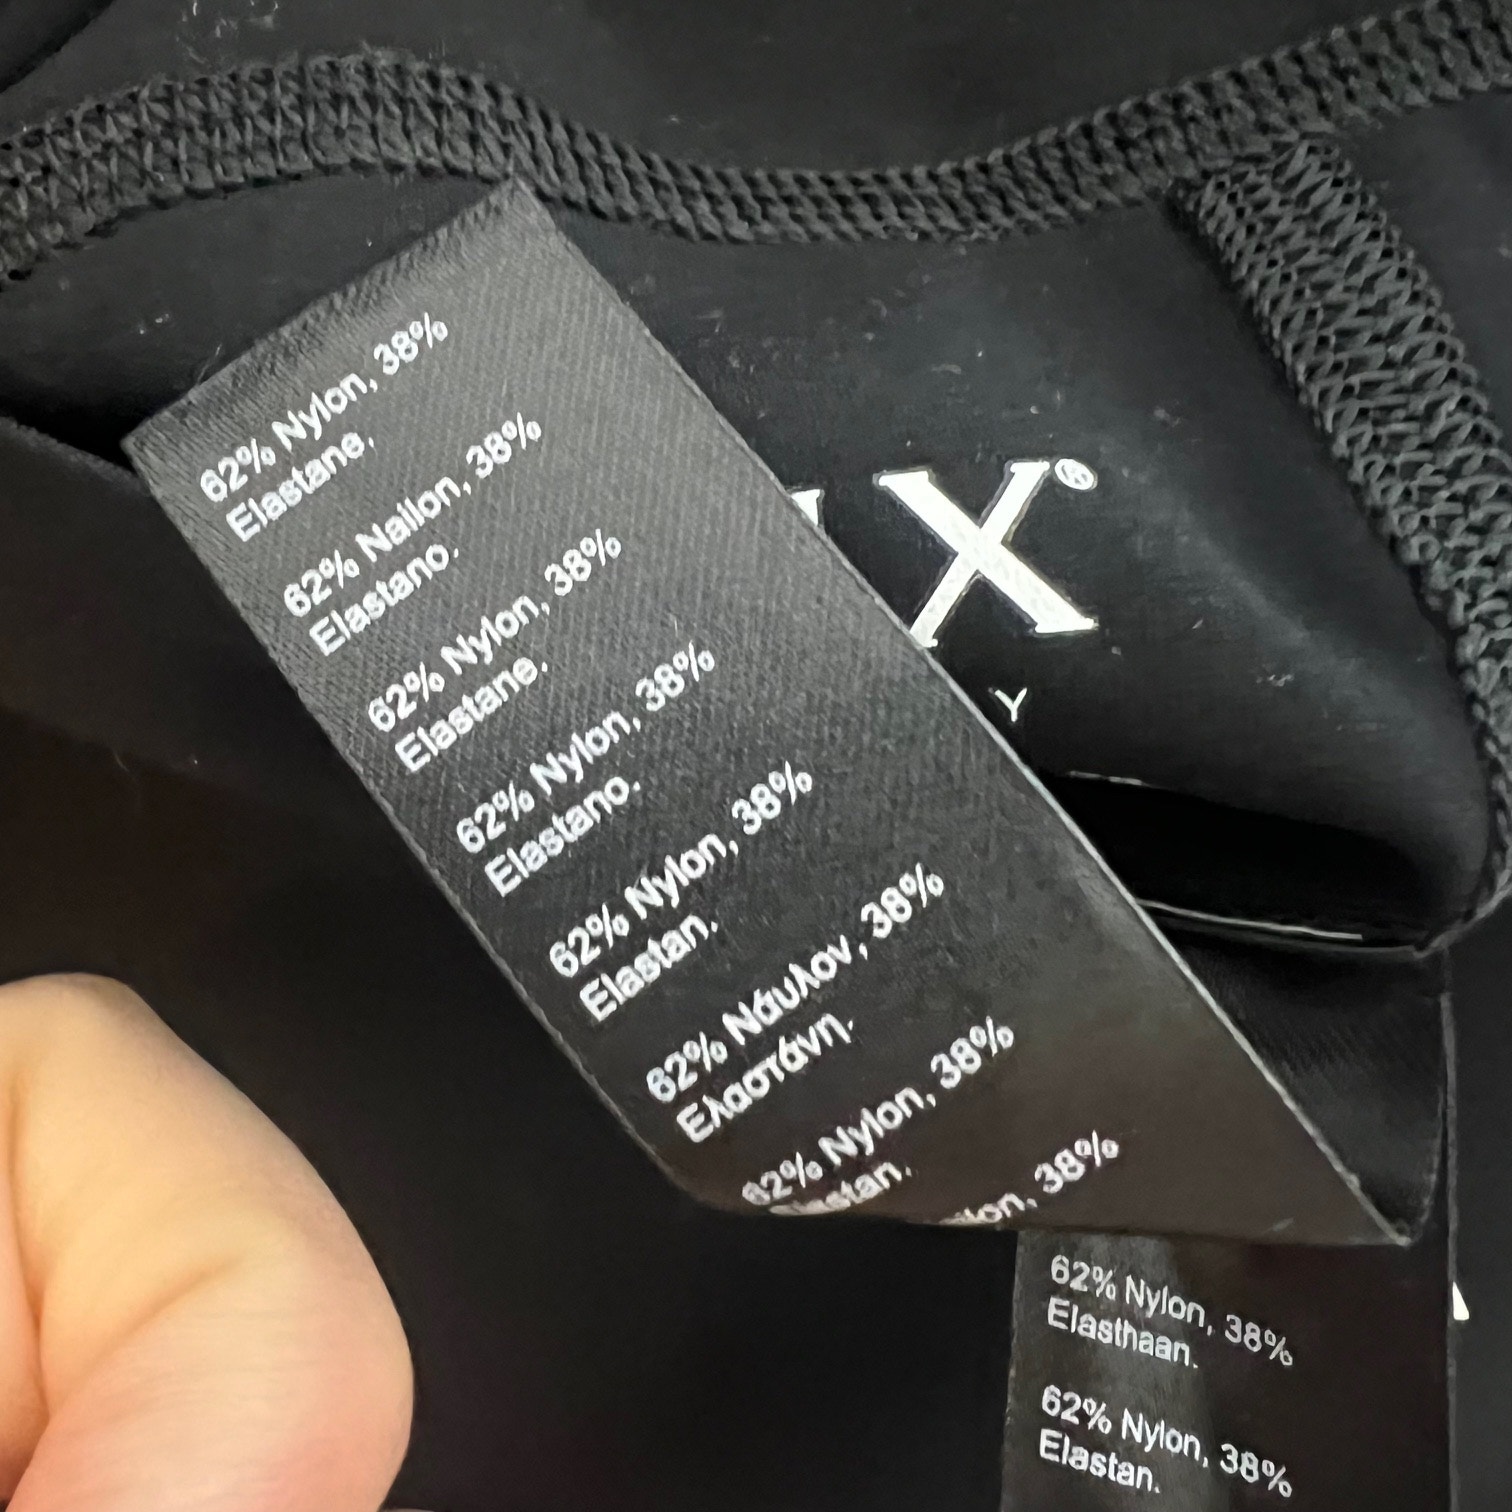 62% Nylon, 38%
Elastane.
62% Nailon, 38%
Elastano.
62% Nylon, 38%
Elastane.
62% Nylon, 38%
Elastano.
62% Nylon, 38%
Elastan.
62% Νάυλον, 38%
Ελαστάνη.
62% Nylon, 38%
38%
X®
Y
62% Nylon, 38%
Elasthaan.
62% Nylon, 38%
Elastan.